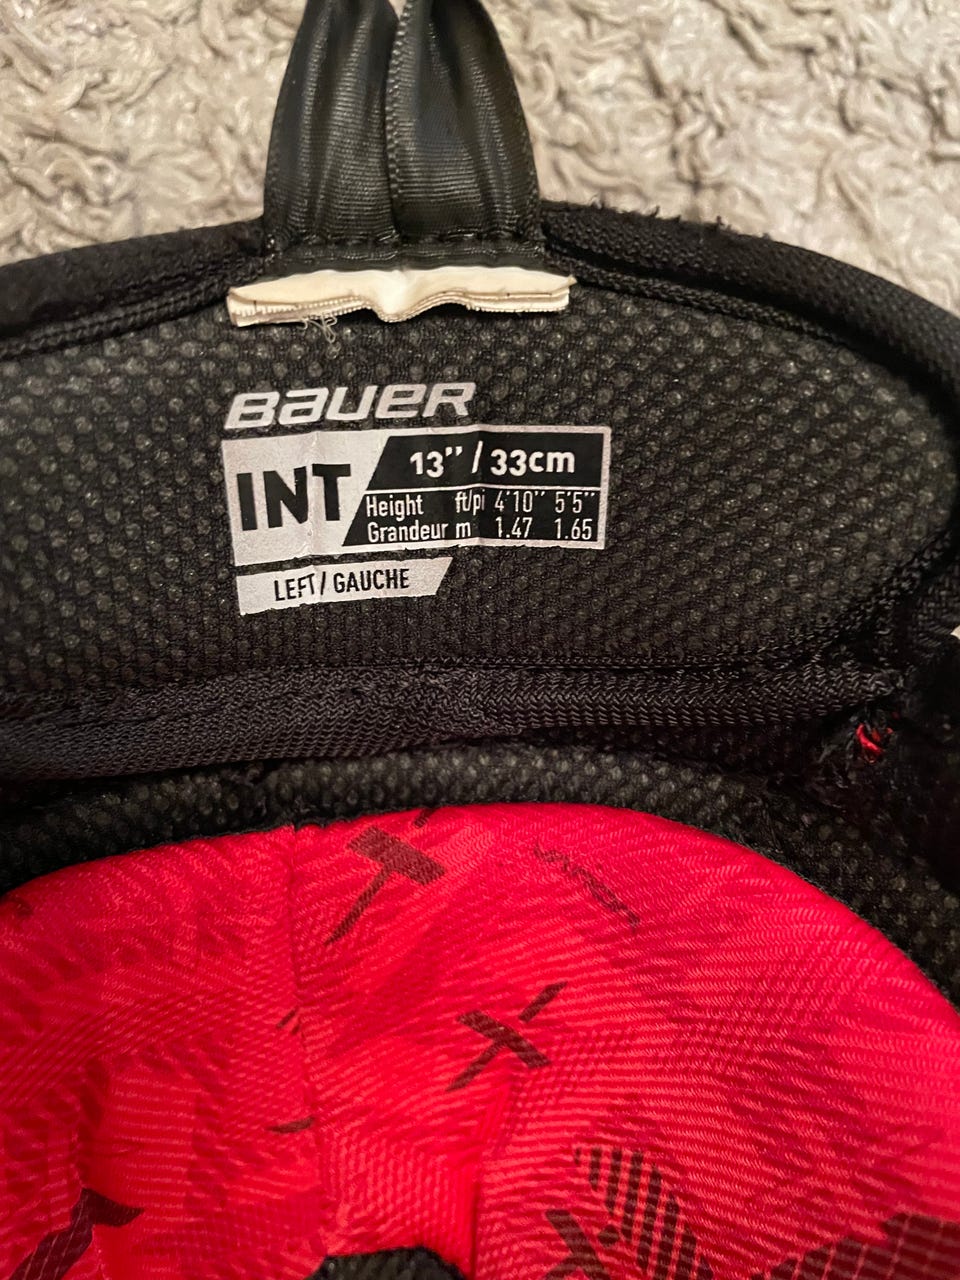 BAUER
INT
13" / 33cm
Height ft/pi 4'10" 5'5"
Grandeur m 1.47 1.65
LEFT / GAUCHE